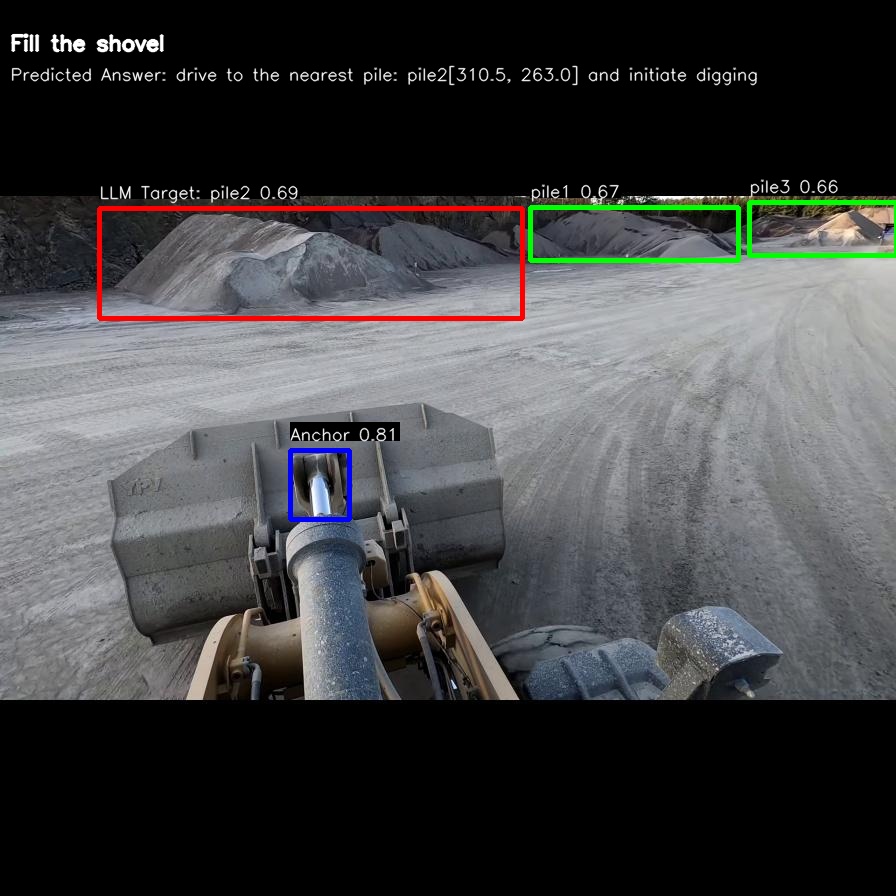 Fill the shovel
Predicted Answer: drive to the nearest pile: pile2[310.5, 263.0] and initiate digging
LLM Target: pile2 0.69
pile1 0.67
pile3 0.66
Anchor 0.81